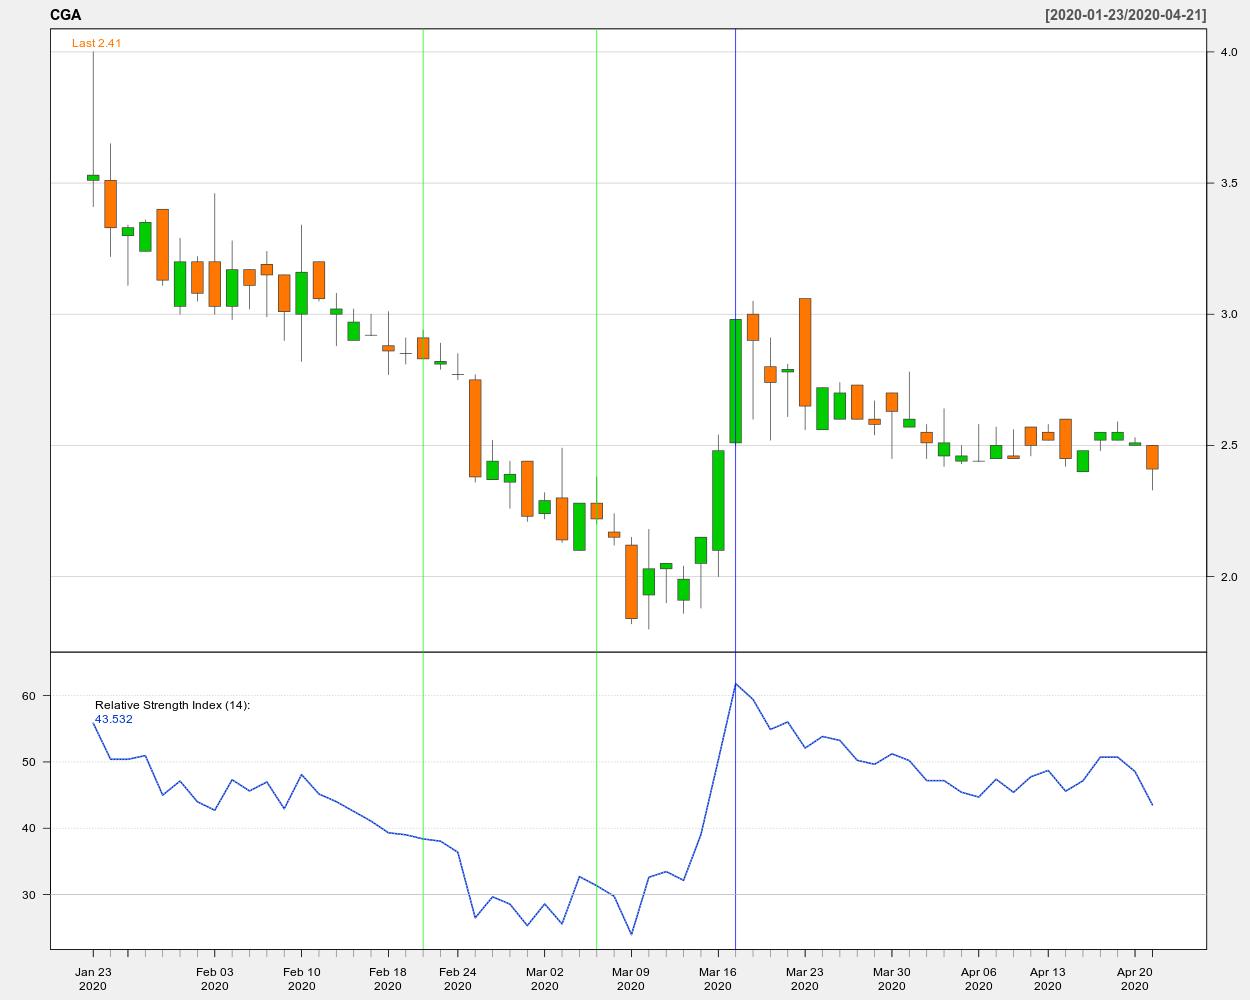 CGA
[2020-01-23/2020-04-21]
Last 2.41
4.0
3.5
3.0
2.5
2.0
Relative Strength Index (14):
43.532
60
50
40
30
Jan 23 Feb 03 Feb 10 Feb 18 Feb 24 Mar 02 Mar 09 Mar 16 Mar 23 Mar 30 Apr 06 Apr 13 Apr 20
2020 2020 2020 2020 2020 2020 2020 2020 2020 2020 2020 2020 2020